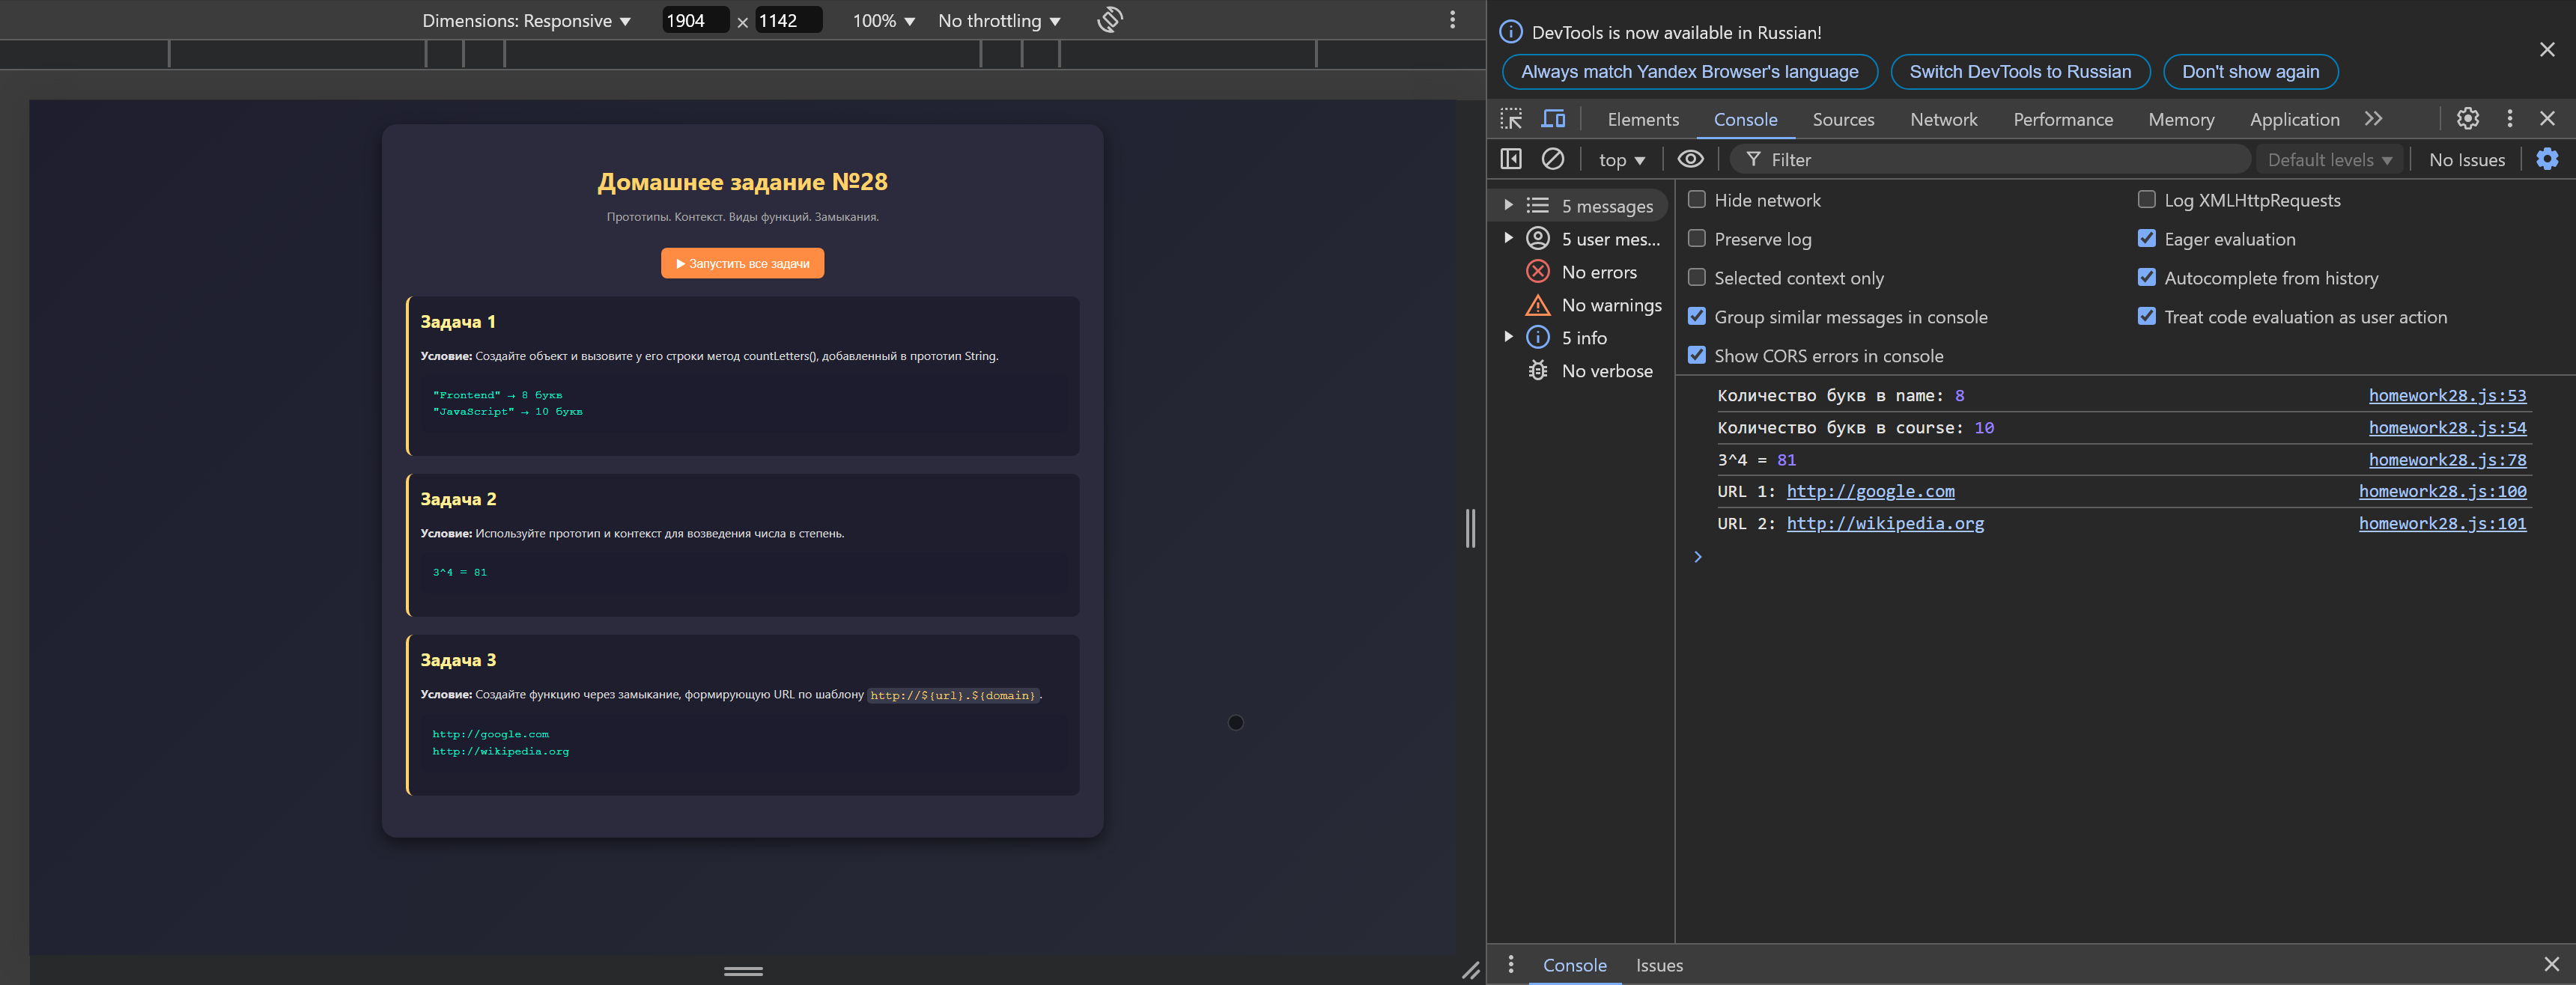 Dimensions: Responsive ▼ 1904 × 1142 100% ▼ No throttling ▼
Домашнее задание №28
Прототипы. Контекст. Виды функций. Замыкания.
▶ Запустить все задачи
Задача 1
Условие: Создайте объект и вызовите у его строки метод countLetters(), добавленный в прототип String.
"Frontend" → 8 букв
"JavaScript" → 10 букв
Задача 2
Условие: Используйте прототип и контекст для возведения числа в степень.
3^4 = 81
Задача 3
Условие: Создайте функцию через замыкание, формирующую URL по шаблону http://${url}.${domain}.
http://google.com
http://wikipedia.org
DevTools is now available in Russian!
Always match Yandex Browser's language Switch DevTools to Russian Don't show again
Elements Console Sources Network Performance Memory Application
top ▼ Filter Default levels ▼ No Issues
5 messages
5 user mes...
No errors
No warnings
5 info
No verbose
Hide network Log XMLHttpRequests
Preserve log Eager evaluation
Selected context only Autocomplete from history
Group similar messages in console Treat code evaluation as user action
Show CORS errors in console
Количество букв в name: 8 homework28.js:53
Количество букв в course: 10 homework28.js:54
3^4 = 81 homework28.js:78
URL 1: http://google.com homework28.js:100
URL 2: http://wikipedia.org homework28.js:101
Console Issues